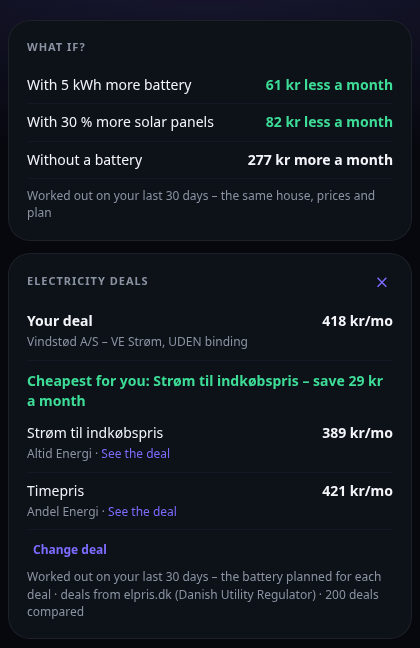 WHAT IF?
With 5 kWh more battery 61 kr less a month
With 30 % more solar panels 82 kr less a month
Without a battery 277 kr more a month
Worked out on your last 30 days – the same house, prices and
plan
ELECTRICITY DEALS ×
Your deal 418 kr/mo
Vindstød A/S – VE Strøm, UDEN binding
Cheapest for you: Strøm til indkøbspris – save 29 kr
a month
Strøm til indkøbspris 389 kr/mo
Altid Energi · See the deal
Timepris 421 kr/mo
Andel Energi · See the deal
Change deal
Worked out on your last 30 days – the battery planned for each
deal · deals from elpris.dk (Danish Utility Regulator) · 200 deals
compared